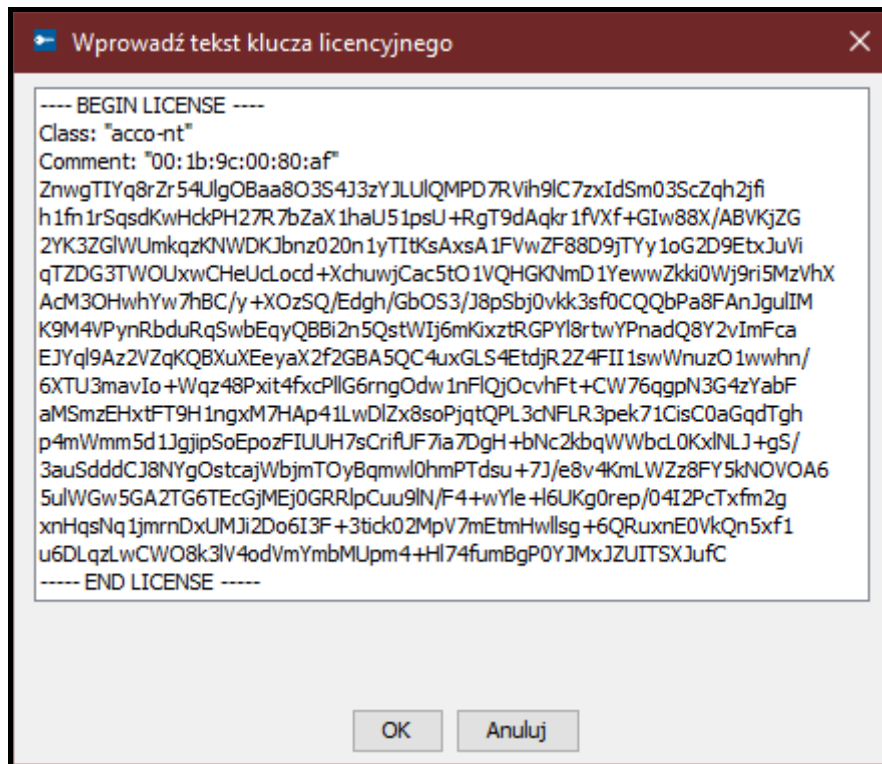 Wprowadź tekst klucza licencyjnego
---- BEGIN LICENSE ----
Class: "acco-nt"
Comment: "00:1b:9c:00:80:af"
ZnwgTIYq8rZr54UlgOBaa8O3S4J3zYJLUlQMPD7RVih9lC7zxIdSm03ScZqh2jfi
h1fn1rSqsdKwHckPH27R7bZaX1haU51psU+RgT9dAqkr1fVXf+GIw88X/ABVKjZG
2YK3ZGlWUmkqzKNWDKJbnz020n1yTItKsAxsA1FVwZF88D9jTYy1oG2D9EtxJuVi
qTZDG3TWOUxwCHeUcLocd+XchuwjCac5tO1VQHGKNmD1YewwZkki0Wj9ri5MzVhX
AcM3OHwhYw7hBC/y+XOzSQ/Edgh/GbOS3/J8pSbj0vkk3sf0CQQbPa8FAnJgulIM
K9M4VPynRbduRqSwbEqyQBBi2n5QstWIj6mKixztRGPYl8rtwYPnadQ8Y2vImFca
EJYql9Az2VZqKQBXuXEeyaX2f2GBA5QC4uxGLS4EtdjR2Z4FII1swWnuzO1wwhn/
6XTU3mavIo+Wqz48Pxit4fxcPllG6rngOdw1nFlQjOcvhFt+CW76qgpN3G4zYabF
aMSmzEHxtFT9H1ngxM7HAp41LwDlZx8soPjqtQPL3cNFLR3pek71CisC0aGqdTgh
p4mWmm5d1JgjipSoEpozFIUUH7sCrifUF7ia7DgH+bNc2kbqWWbcL0KxlNLJ+gS/
3auSdddCJ8NYgOstcajWbjmTOyBqmwl0hmPTdsu+7J/e8v4KmLWZz8FY5kNOVOA6
5ulWGw5GA2TG6TEcGjMEj0GRRlpCuu9lN/F4+wYle+l6UKg0rep/04I2PcTxfm2g
xnHqsNq1jmrnDxUMJi2Do6I3F+3tick02MpV7mEtmHwllsg+6QRuxnE0VkQn5xf1
u6DLqzLwCWO8k3lV4odVmYmbMUpm4+Hl74fumBgP0YJMxJZUITSXJufC
----- END LICENSE -----
OK
Anuluj